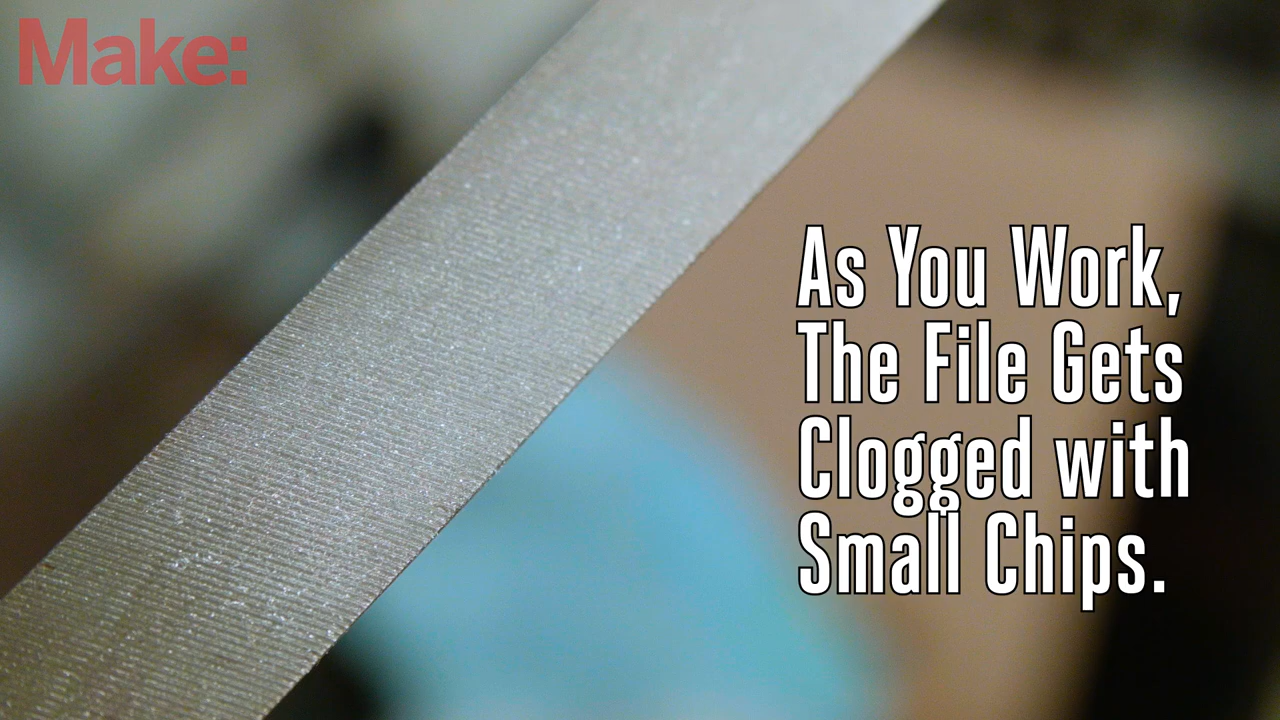 Make:
As You Work,
The File Gets
Clogged with
Small Chips.